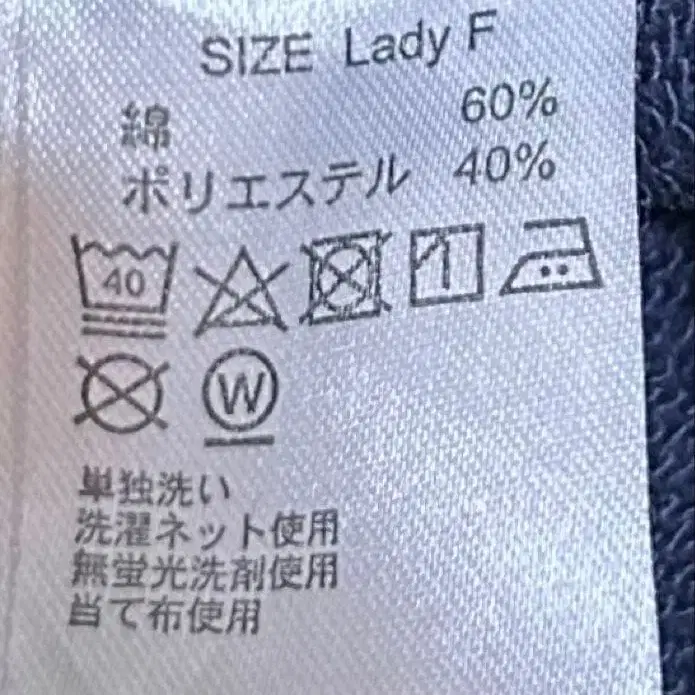 SIZE Lady F
綿 60%
ポリエステル 40%
40
W
単独洗い
洗濯ネット使用
無蛍光洗剤使用
当て布使用